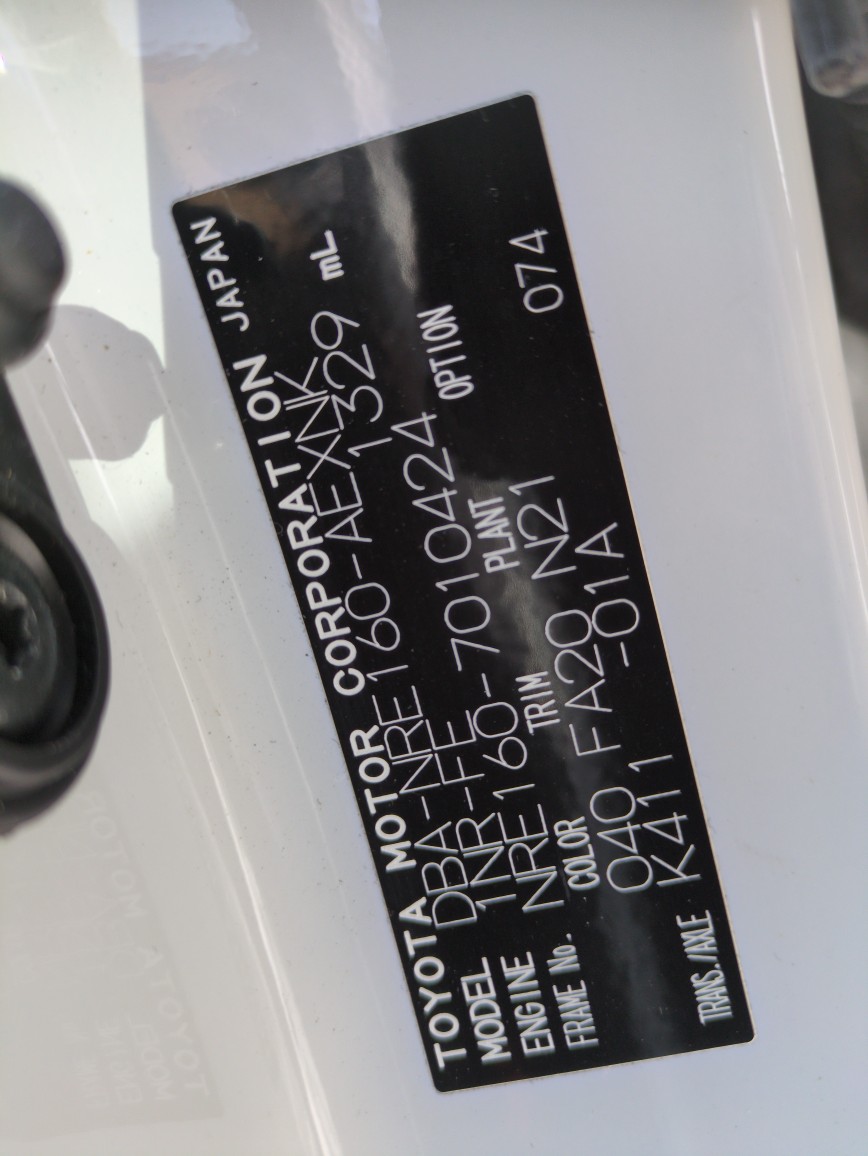 TOYOTA MOTOR CORPORATION JAPAN
MODEL DBA-NRE160-AEXNK
ENGINE 1NR-FE 1329 mL
FRAME No. NRE160-7010424
COLOR TRIM PLANT OPTION
040 FA20 N21 074
TRANS./AXLE K411 -01A